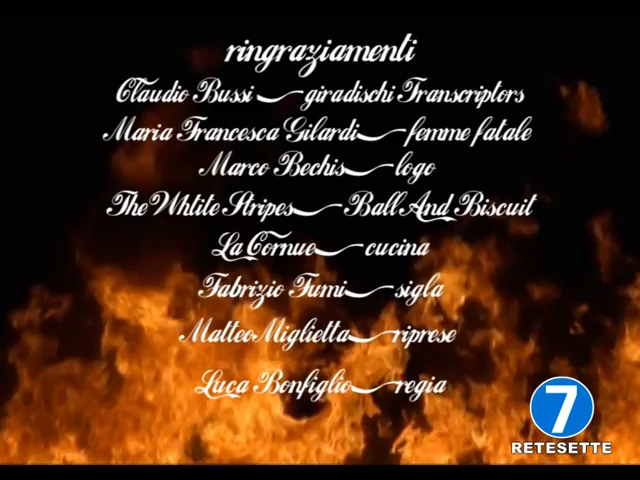 ringraziamenti
Claudio Bussi giradischi Transcriptors
Maria Francesca Gilardi femme fatale
Marco Bechis logo
The Whtite Stripes Ball And Biscuit
La Cornue cucina
Fabrizio Fumi sigla
Matteo Miglietta riprese
Luca Bonfiglio regia
7
RETESETTE